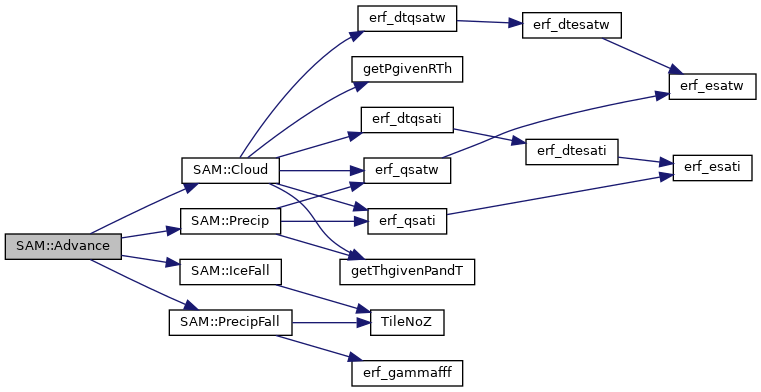 erf_dtqsatw
erf_dtesatw
getPgivenRTh
erf_esatw
erf_dtqsati
erf_dtesati
SAM::Cloud
erf_qsatw
erf_esati
SAM::Precip
erf_qsati
SAM::Advance
SAM::IceFall
getThgivenPandT
SAM::PrecipFall
TileNoZ
erf_gammafff